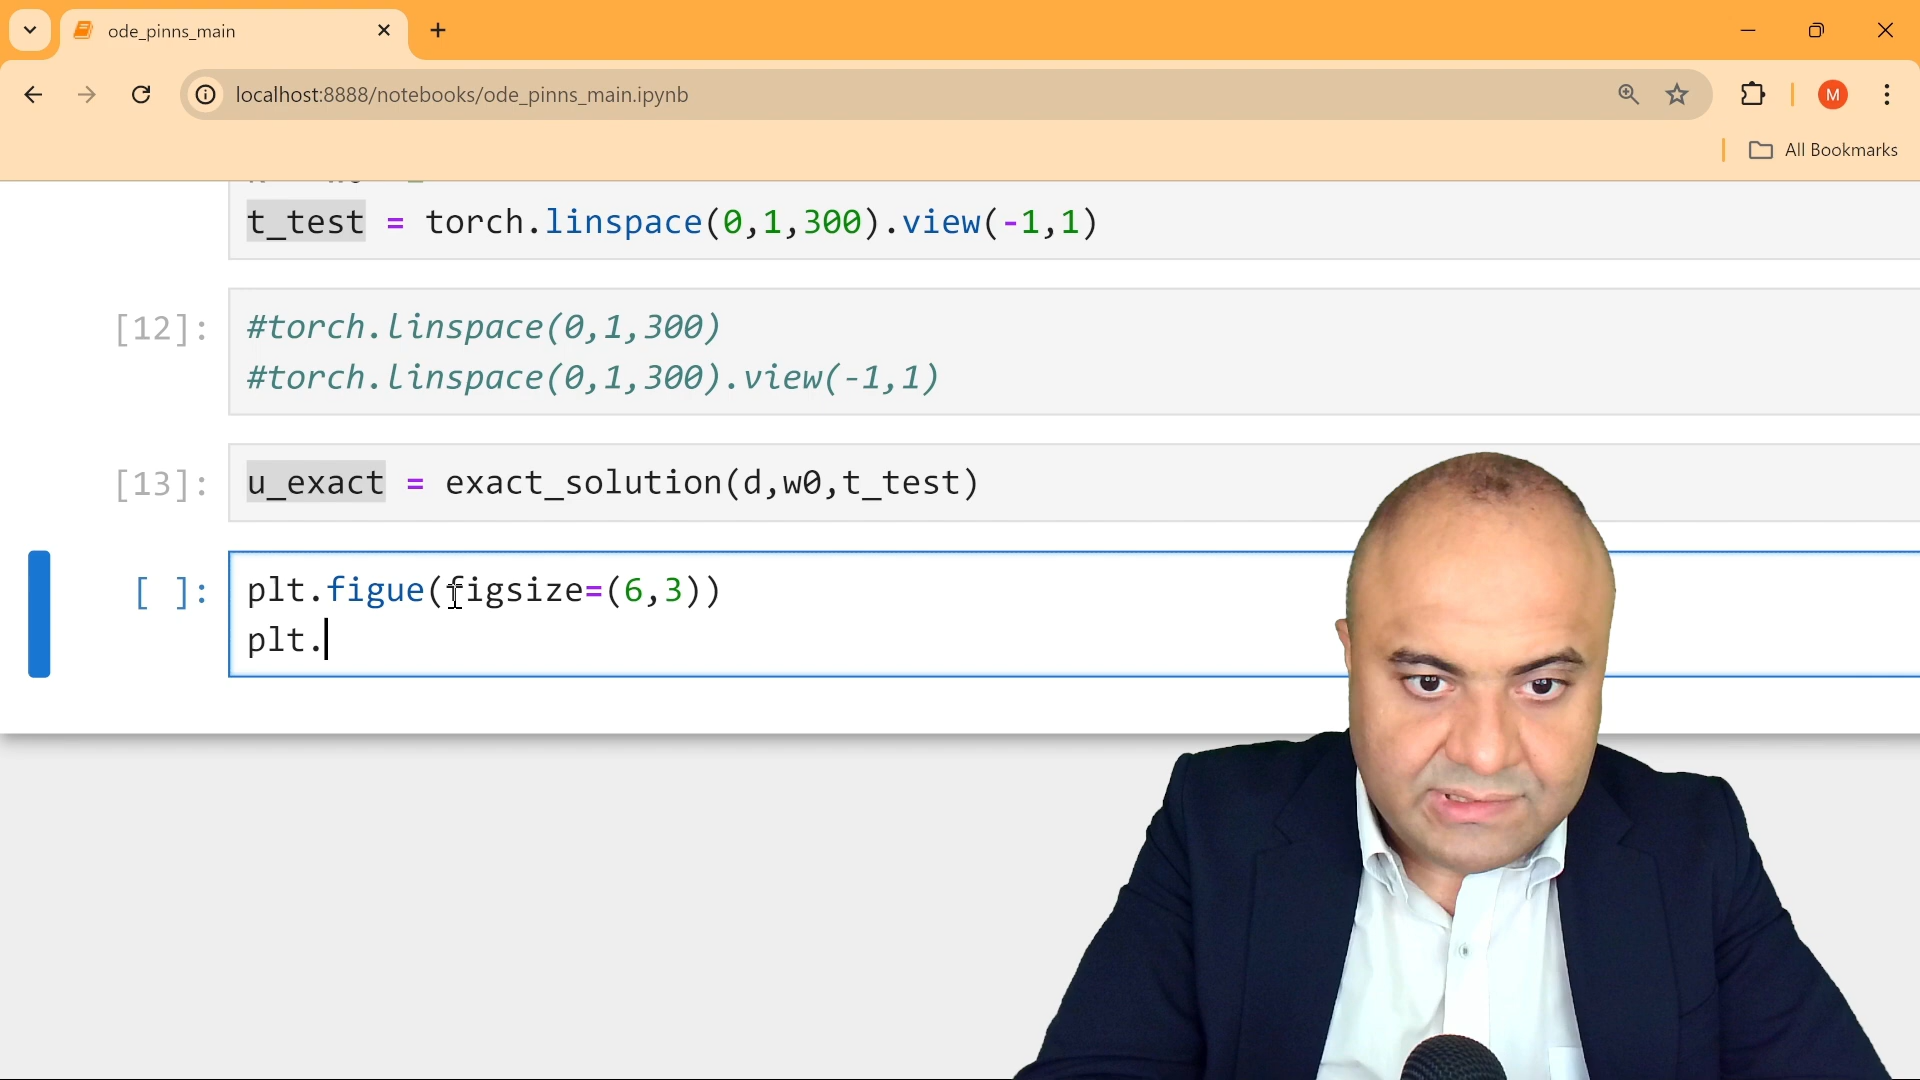 ode_pinns_main
localhost:8888/notebooks/ode_pinns_main.ipynb
M
All Bookmarks
t_test = torch.linspace(0,1,300).view(-1,1)
[12]: #torch.linspace(0,1,300)
#torch.linspace(0,1,300).view(-1,1)
[13]: u_exact = exact_solution(d,w0,t_test)
[ ]: plt.figue(figsize=(6,3))
plt.